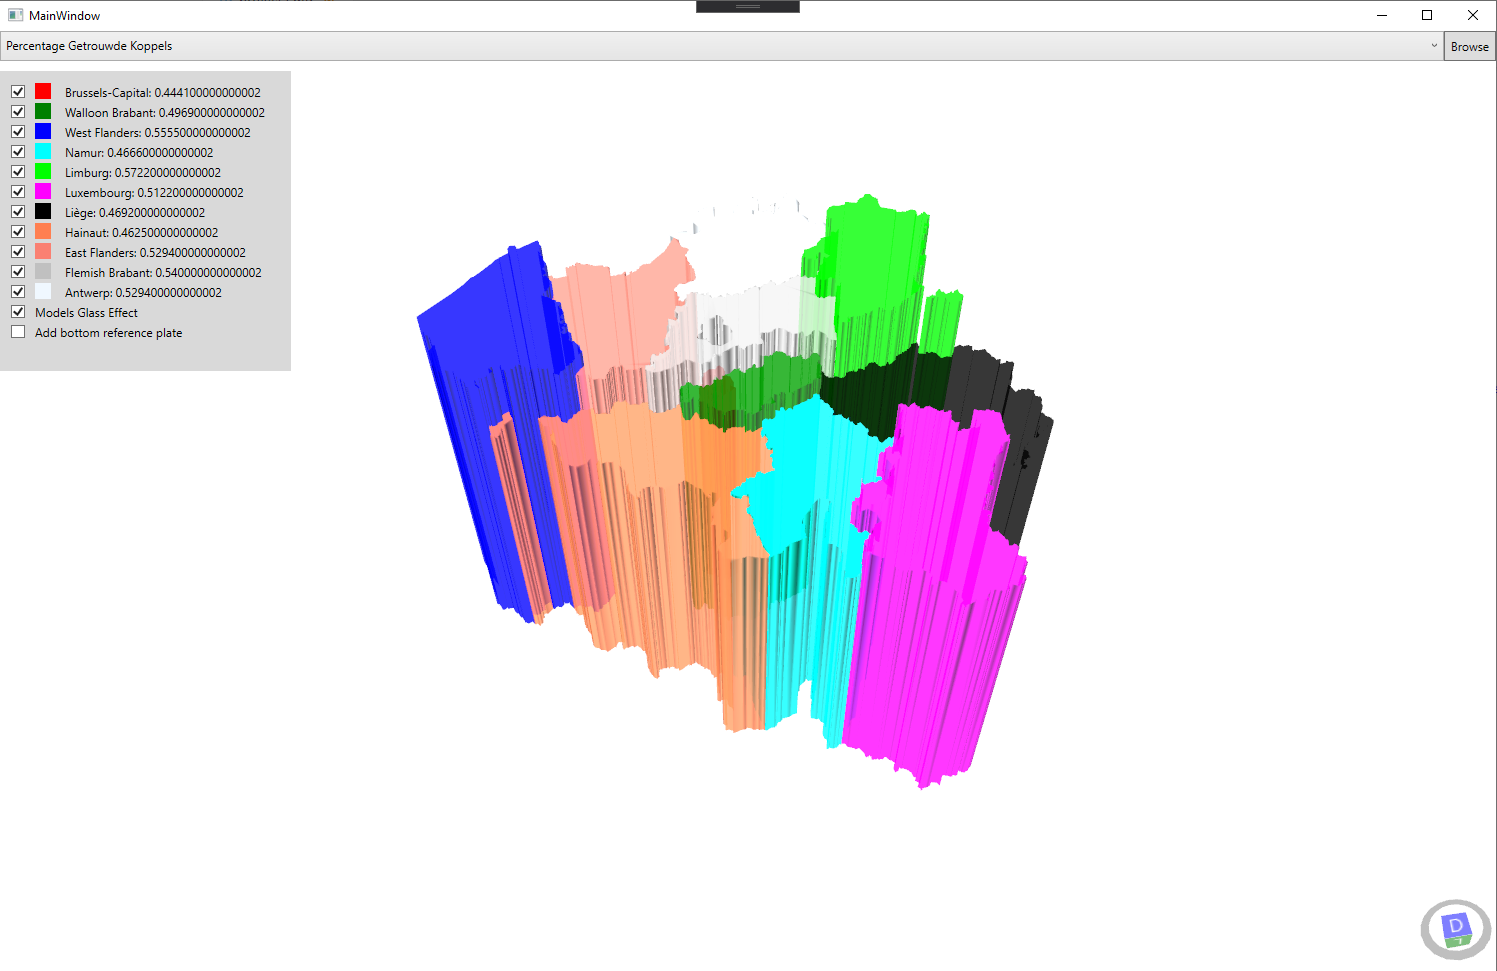 MainWindow
Percentage Getrouwde Koppels
Browse
Brussels-Capital: 0.444100000000002
Walloon Brabant: 0.496900000000002
West Flanders: 0.555500000000002
Namur: 0.466600000000002
Limburg: 0.572200000000002
Luxembourg: 0.512200000000002
Liège: 0.469200000000002
Hainaut: 0.462500000000002
East Flanders: 0.529400000000002
Flemish Brabant: 0.540000000000002
Antwerp: 0.529400000000002
Models Glass Effect
Add bottom reference plate
D